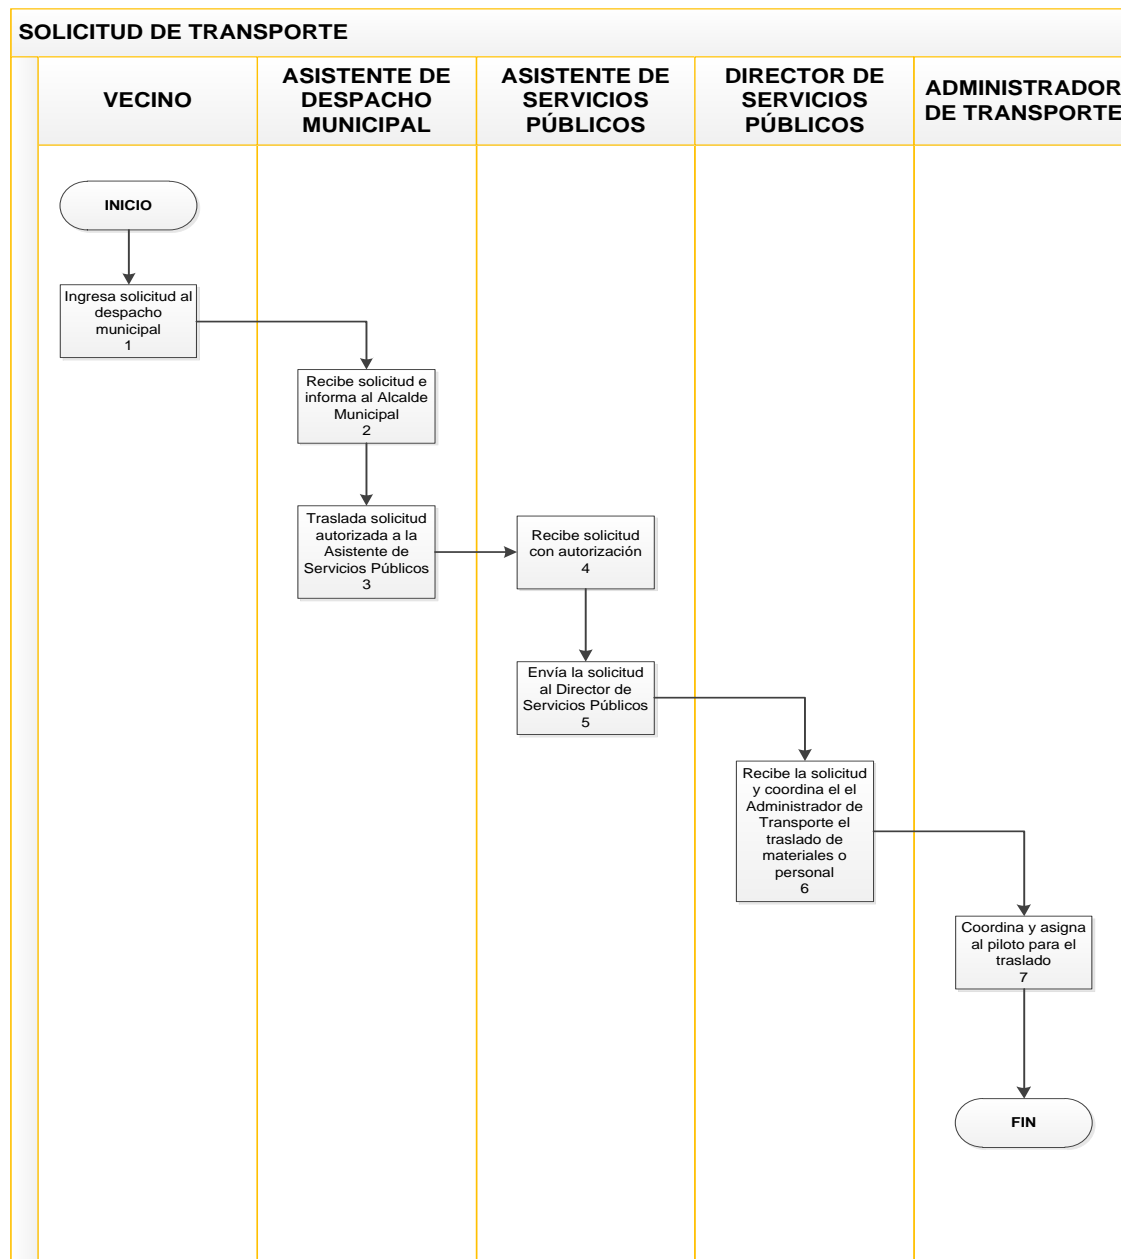 SOLICITUD DE TRANSPORTE
VECINO
ASISTENTE DE
DESPACHO
MUNICIPAL
ASISTENTE DE
SERVICIOS
PÚBLICOS
DIRECTOR DE
SERVICIOS
PÚBLICOS
ADMINISTRADOR
DE TRANSPORTE
INICIO
Ingresa solicitud al
despacho
municipal
1
Recibe solicitud e
informa al Alcalde
Municipal
2
Traslada solicitud
autorizada a la
Asistente de
Servicios Públicos
3
Recibe solicitud
con autorización
4
Envía la solicitud
al Director de
Servicios Públicos
5
Recibe la solicitud
y coordina el el
Administrador de
Transporte el
traslado de
materiales o
personal
6
Coordina y asigna
al piloto para el
traslado
7
FIN